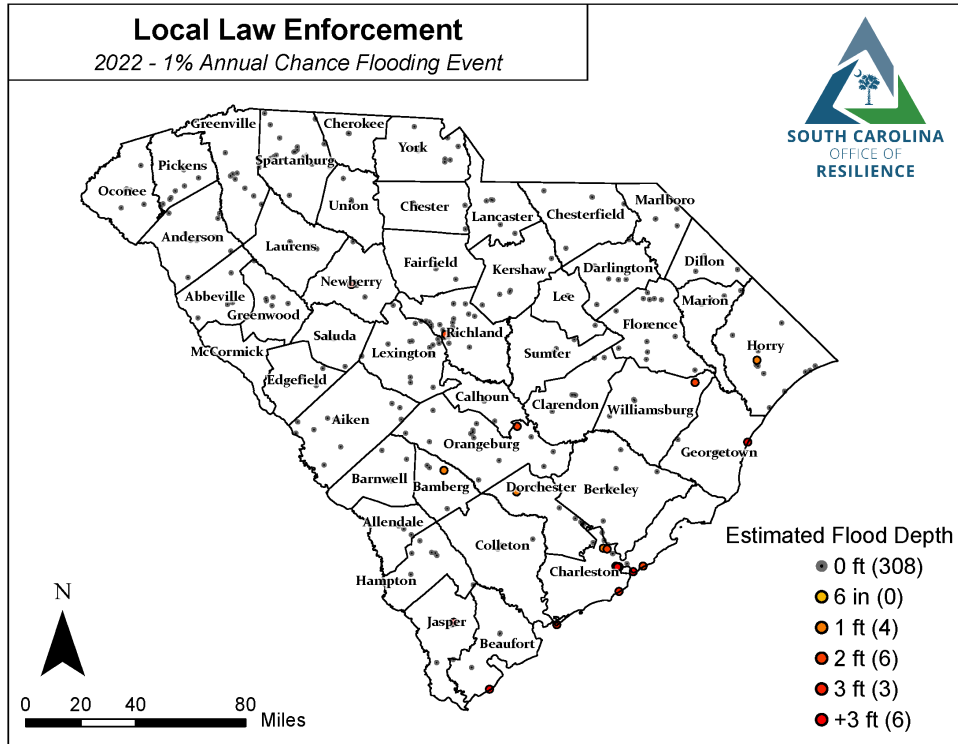 Local Law Enforcement
2022 - 1% Annual Chance Flooding Event
SOUTH CAROLINA
OFFICE OF
RESILIENCE
Greenville
Cherokee
Pickens
Spartanburg
York
Oconee
Union
Chester
Lancaster
Chesterfield
Marlboro
Anderson
Laurens
Fairfield
Kershaw
Darlington
Dillon
Newberry
Abbeville
Greenwood
Lee
Marion
Saluda
Richland
Florence
McCormick
Lexington
Sumter
Horry
Edgefield
Calhoun
Clarendon
Williamsburg
Aiken
Orangeburg
Georgetown
Barnwell
Bamberg
Dorchester
Berkeley
Allendale
Colleton
Charleston
Hampton
Jasper
Beaufort
Estimated Flood Depth
0 ft (308)
6 in (0)
1 ft (4)
2 ft (6)
3 ft (3)
+3 ft (6)
N
0 20 40 80
Miles